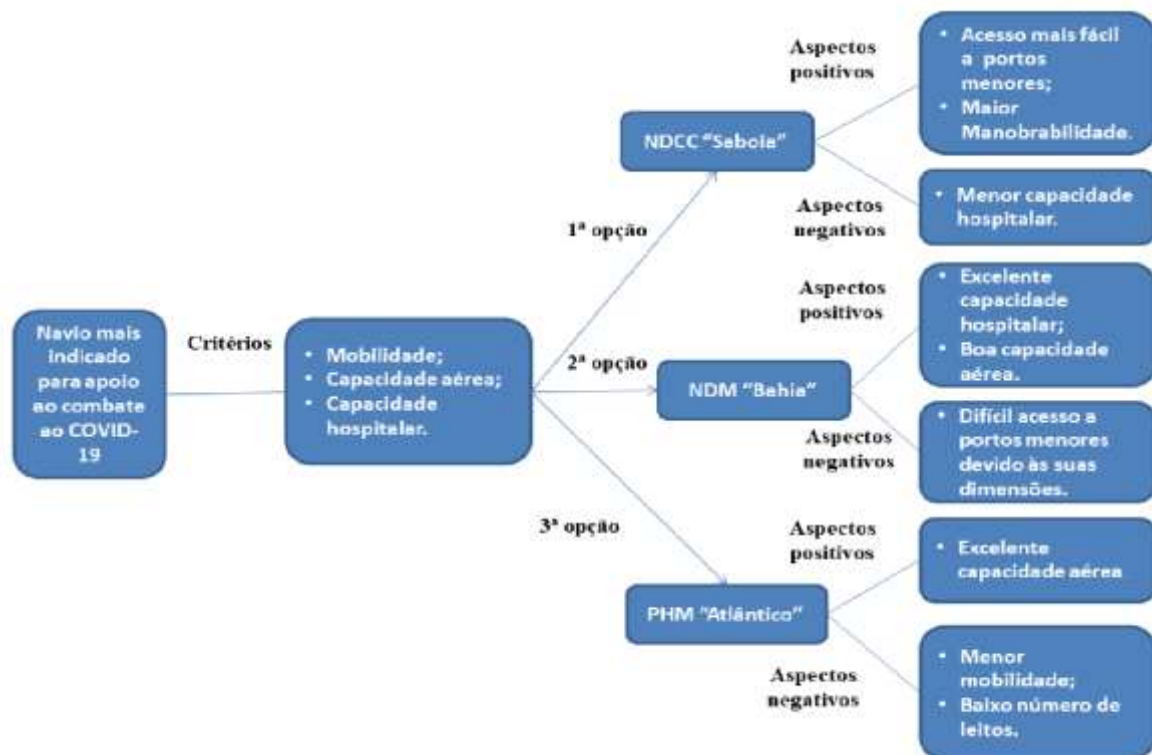 Navio mais
indicado
para apoio
ao combate
ao COVID-
19
Critérios
• Mobilidade;
• Capacidade aérea;
• Capacidade
hospitalar.
1ª opção
NDCC "Saboia"
Aspectos
positivos
• Acesso mais fácil
a portos
menores;
• Maior
Manobrabilidade.
Aspectos
negativos
• Menor capacidade
hospitalar.
2ª opção
NDM "Bahia"
Aspectos
positivos
• Excelente
capacidade
hospitalar;
• Boa capacidade
aérea.
Aspectos
negativos
• Difícil acesso a
portos menores
devido às suas
dimensões.
3ª opção
PHM "Atlântico"
Aspectos
positivos
• Excelente
capacidade aérea
Aspectos
negativos
• Menor
mobilidade;
• Baixo número de
leitos.